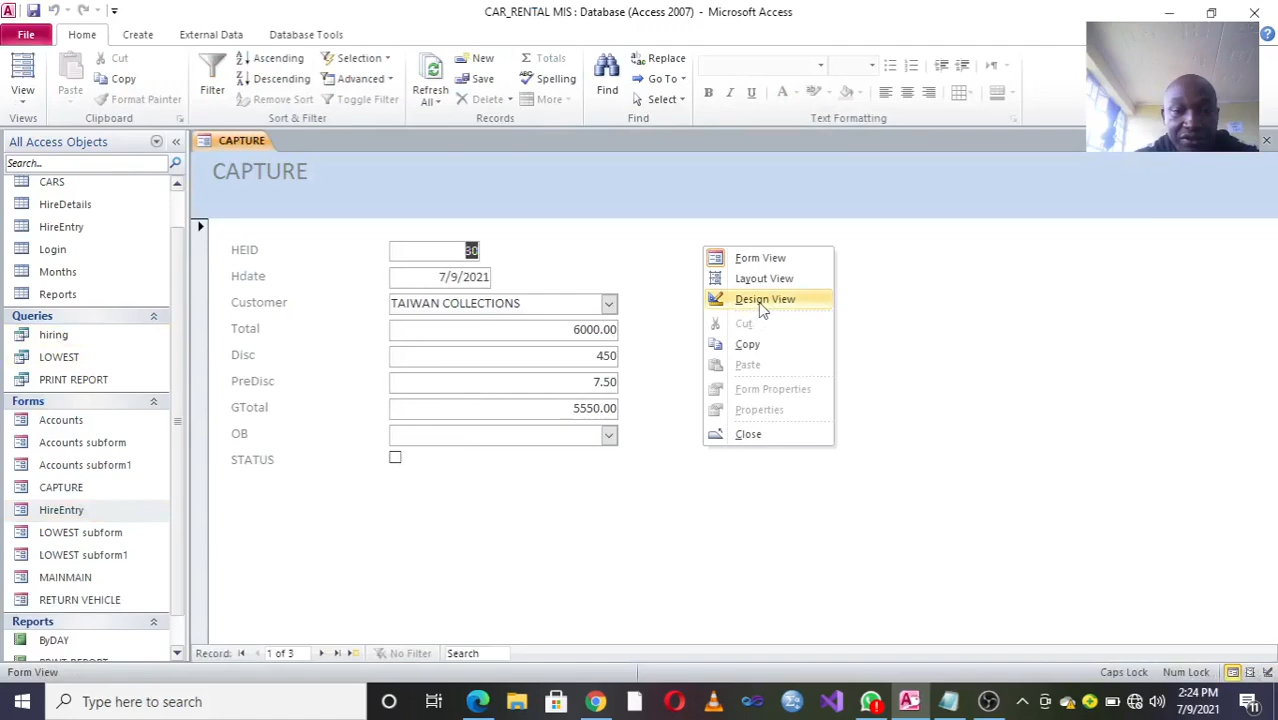 CAR_RENTAL MIS : Database (Access 2007) - Microsoft Access
File Home Create External Data Database Tools
View
Views
Paste
Cut
Copy
Format Painter
Clipboard
Filter
Ascending
Descending
Remove Sort
Selection
Advanced
Toggle Filter
Sort & Filter
Refresh All
New
Save
Delete
Totals
Spelling
More
Records
Find
Replace
Go To
Select
Find
B I U
A
Text Formatting
All Access Objects
Search...
CARS
HireDetails
HireEntry
Login
Months
Reports
Queries
hiring
LOWEST
PRINT REPORT
Forms
Accounts
Accounts subform
Accounts subform1
CAPTURE
HireEntry
LOWEST subform
LOWEST subform1
MAINMAIN
RETURN VEHICLE
Reports
ByDAY
PRINT REPORT
CAPTURE
CAPTURE
HEID 30
Hdate 7/9/2021
Customer TAIWAN COLLECTIONS
Total 6000.00
Disc 450
PreDisc 7.50
GTotal 5550.00
OB
STATUS
Form View
Layout View
Design View
Cut
Copy
Paste
Form Properties
Properties
Close
Record: 1 of 3 No Filter Search
Form View Caps Lock Num Lock
Type here to search
2:24 PM
7/9/2021
11